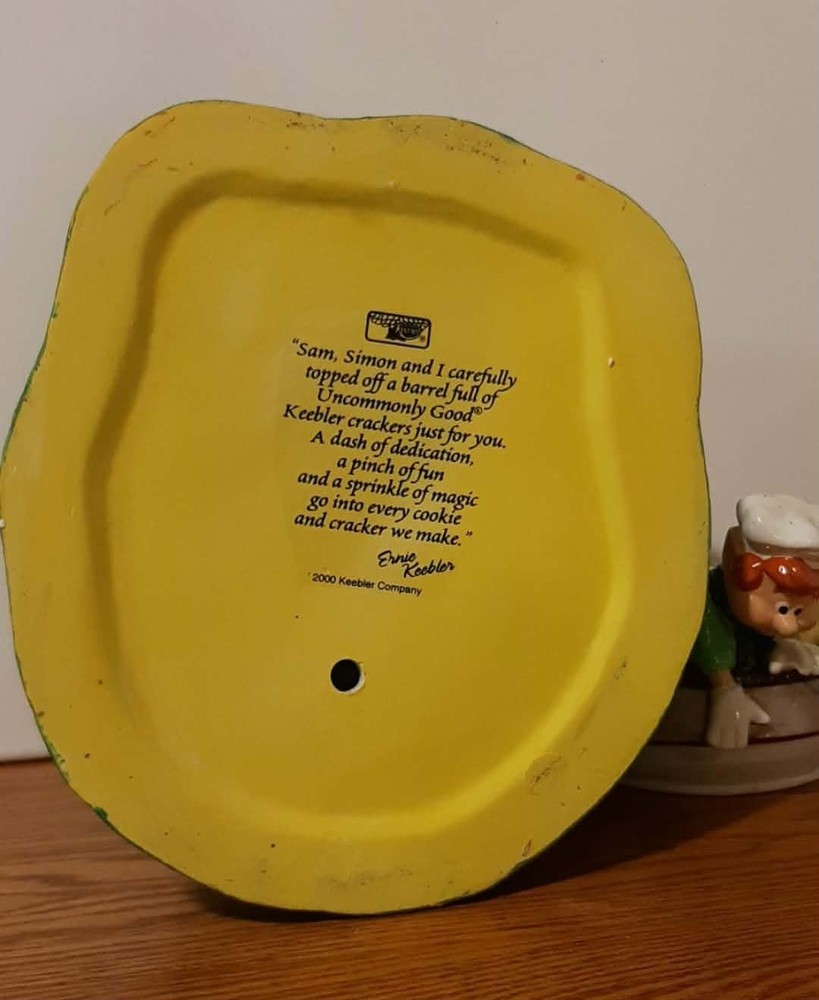 “Sam, Simon and I carefully
topped off a barrel full of
Uncommonly Good®
Keebler crackers just for you.
A dash of dedication,
a pinch of fun
and a sprinkle of magic
go into every cookie
and cracker we make.”
Ernie
Keebler
2000 Keebler Company